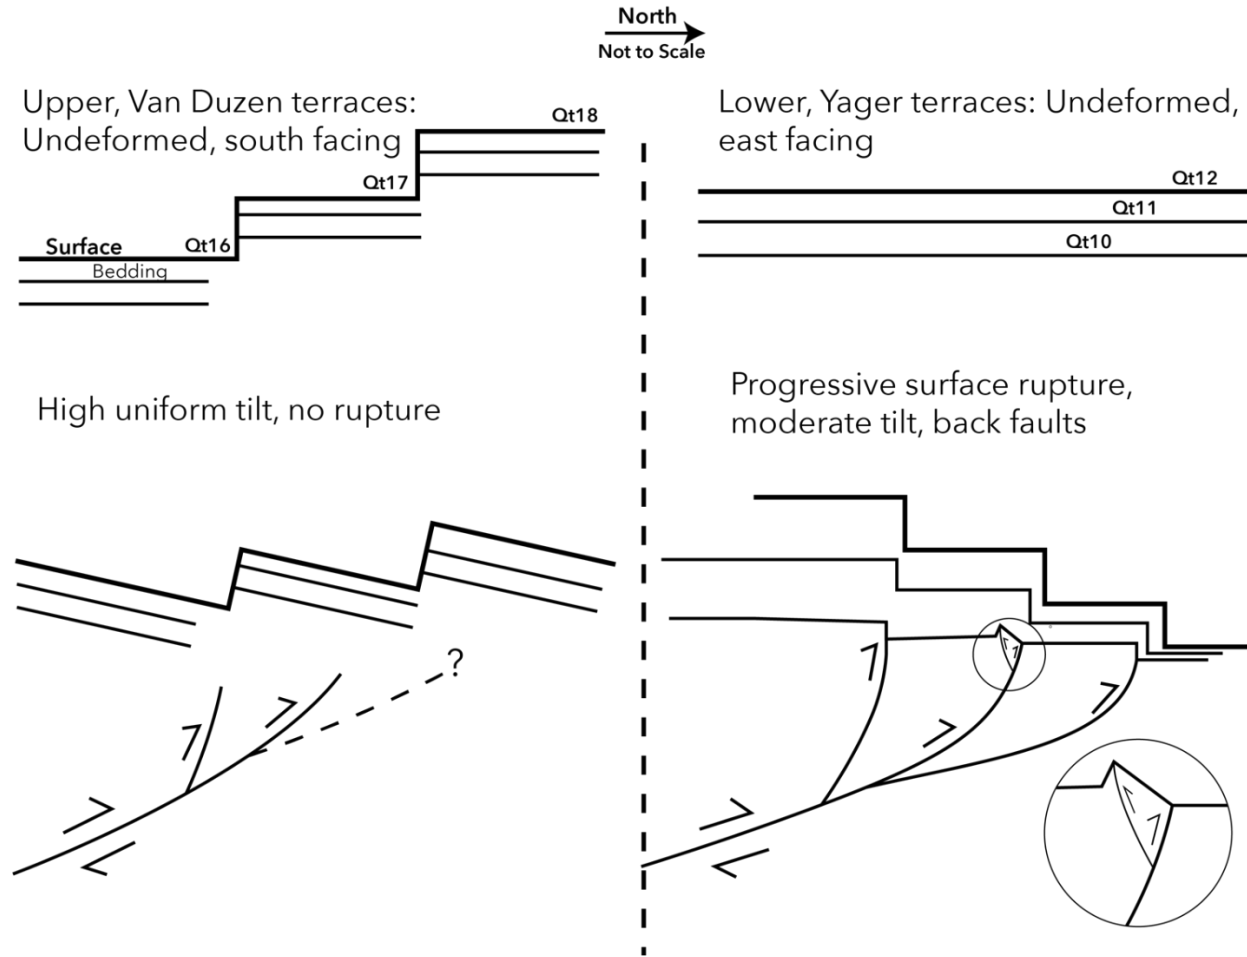 North
Not to Scale
Upper, Van Duzen terraces:
Undeformed, south facing
Qt18
Qt17
Surface
Qt16
Bedding
Lower, Yager terraces: Undeformed,
east facing
Qt12
Qt11
Qt10
High uniform tilt, no rupture
?
Progressive surface rupture,
moderate tilt, back faults